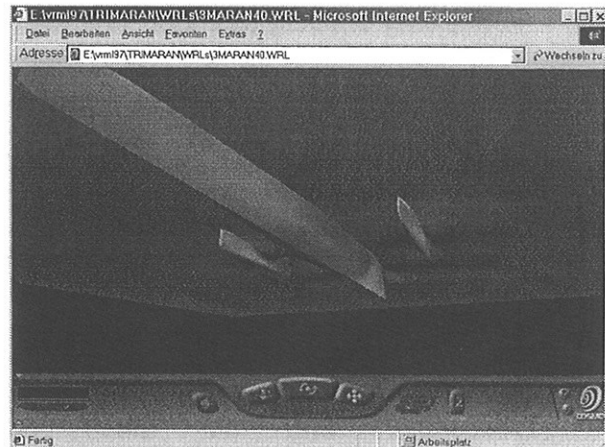 E:\vrml97\TRIMARAN\WRLs\3MARAN40.WRL - Microsoft Internet Explorer
Datei Bearbeiten Ansicht Favoriten Extras ?
Adresse E:\vrml97\TRIMARAN\WRLs\3MARAN40.WRL Wechseln zu
Fertig Arbeitsplatz